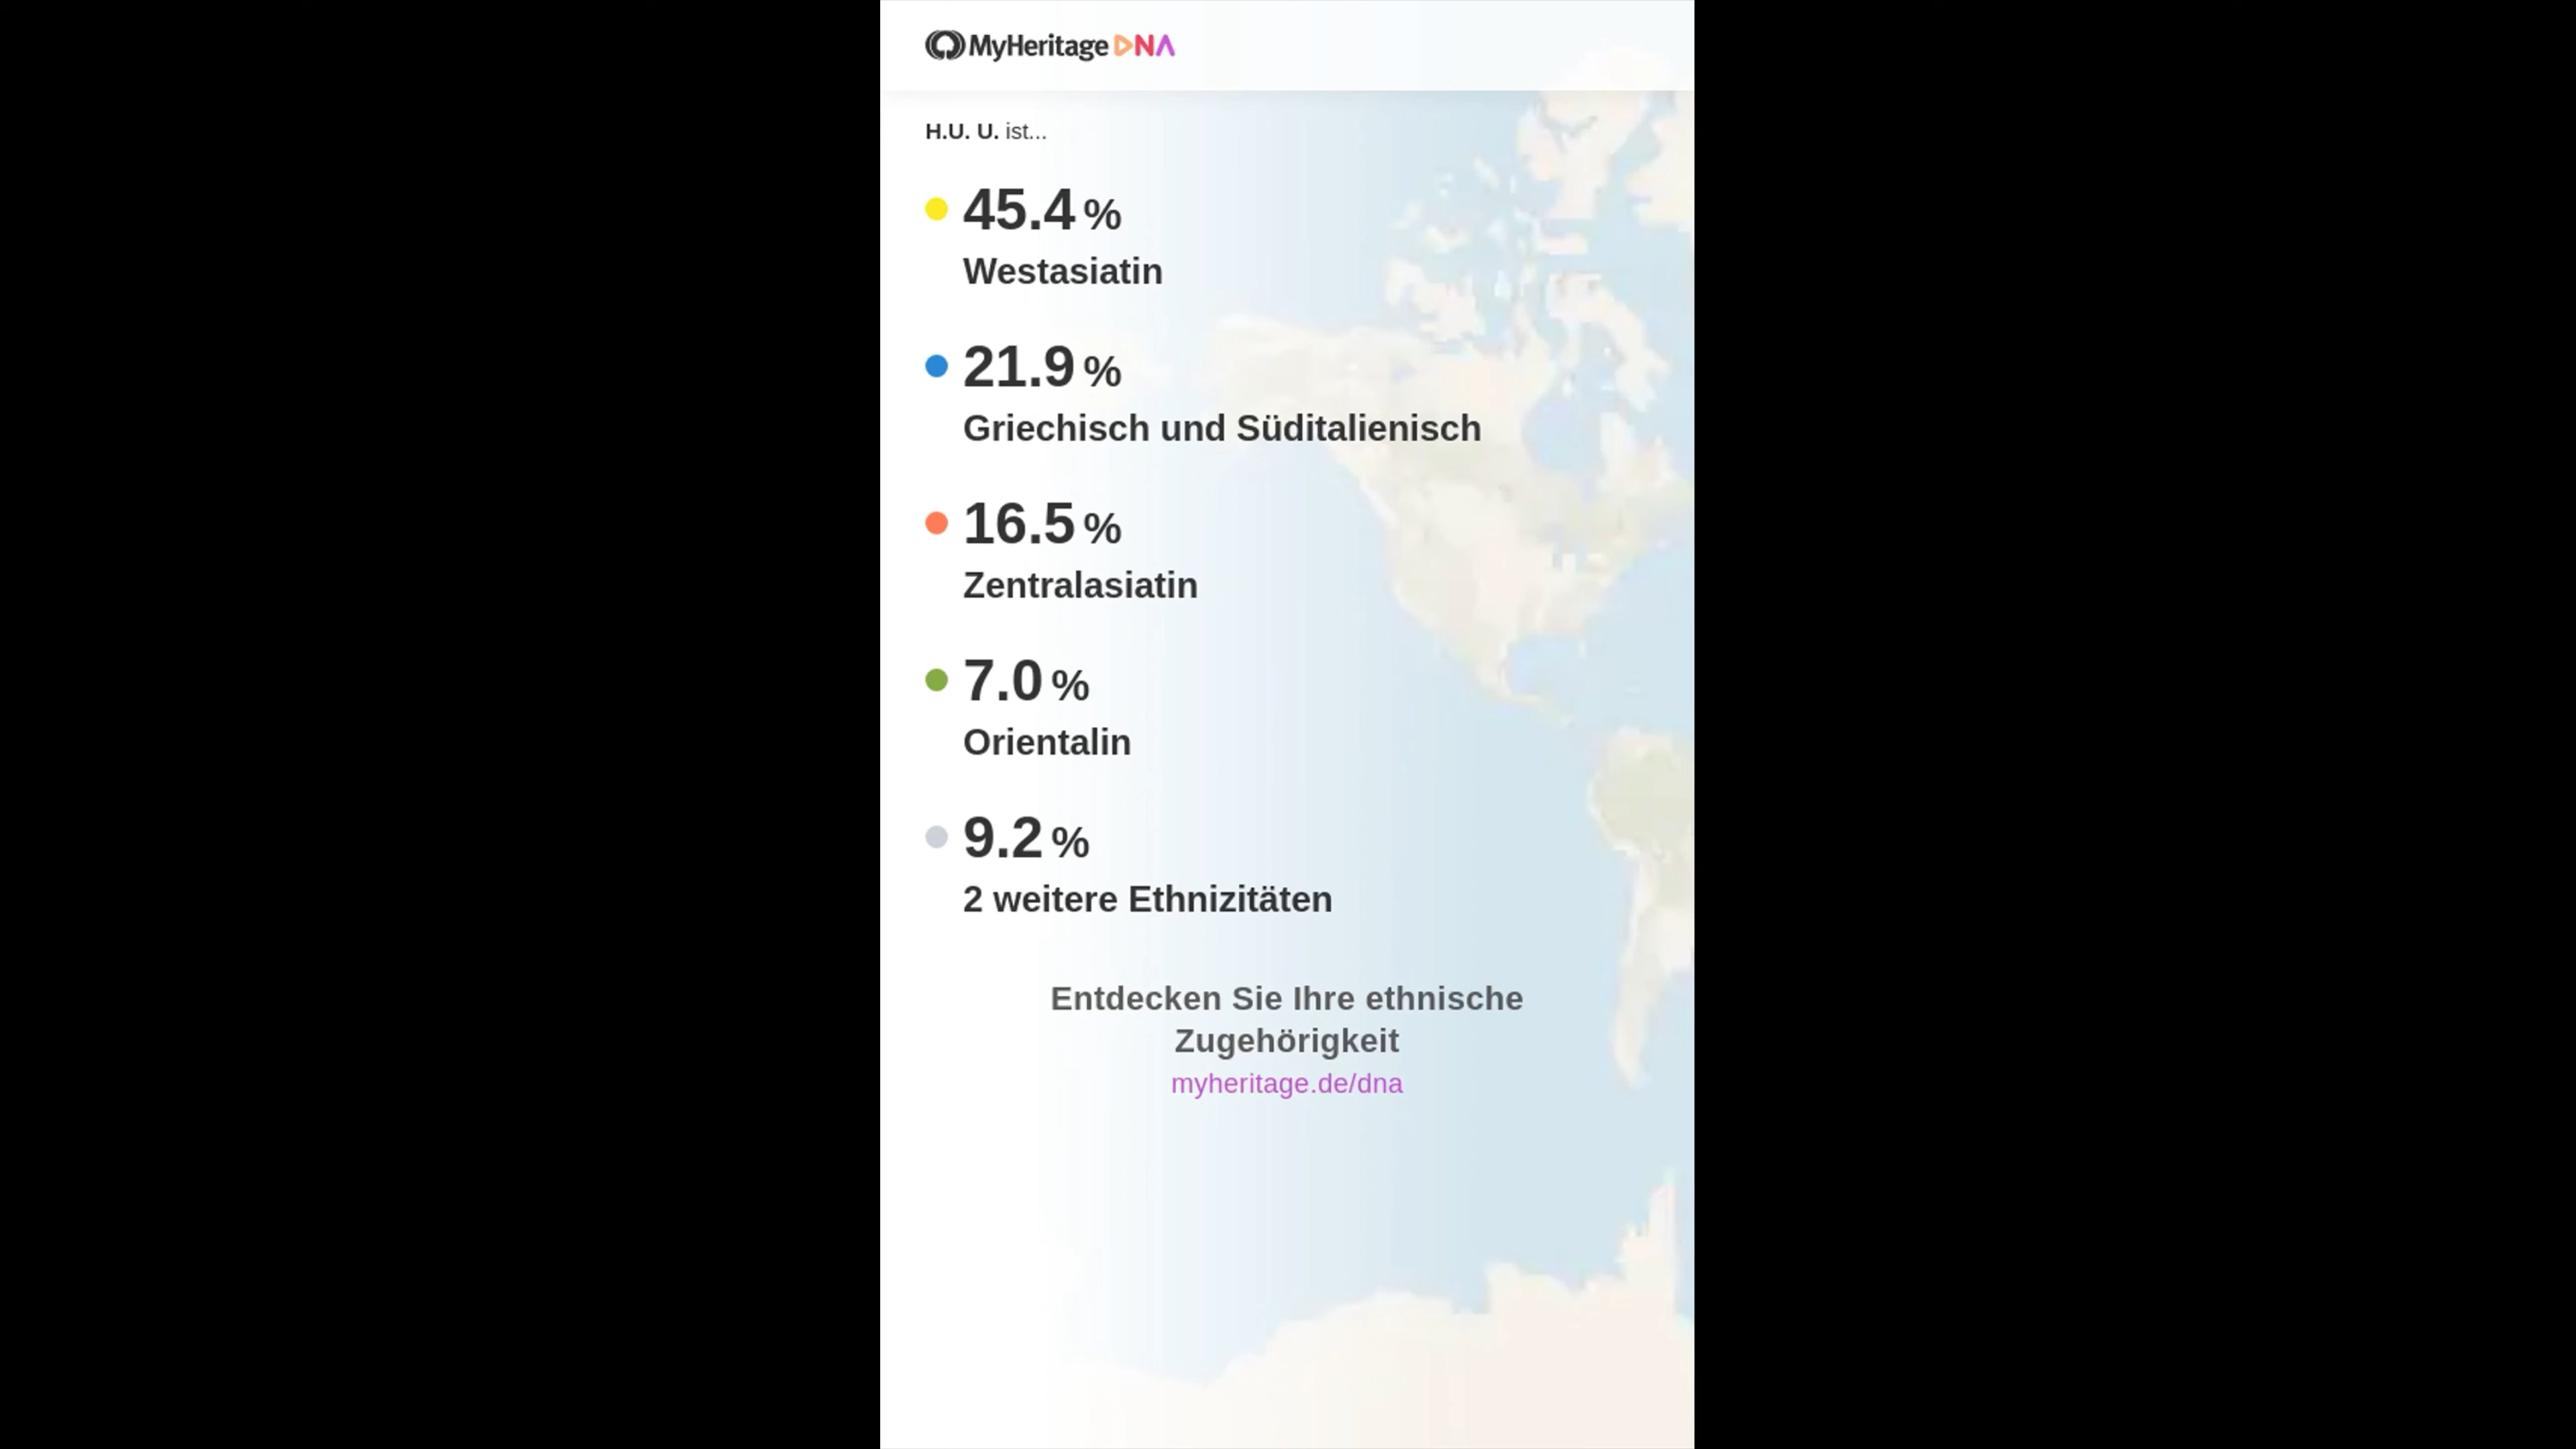 MyHeritage DNA
H.U. U. ist...
45.4 %
Westasiatin
21.9 %
Griechisch und Süditalienisch
16.5 %
Zentralasiatin
7.0 %
Orientalin
9.2 %
2 weitere Ethnizitäten
Entdecken Sie Ihre ethnische
Zugehörigkeit
myheritage.de/dna